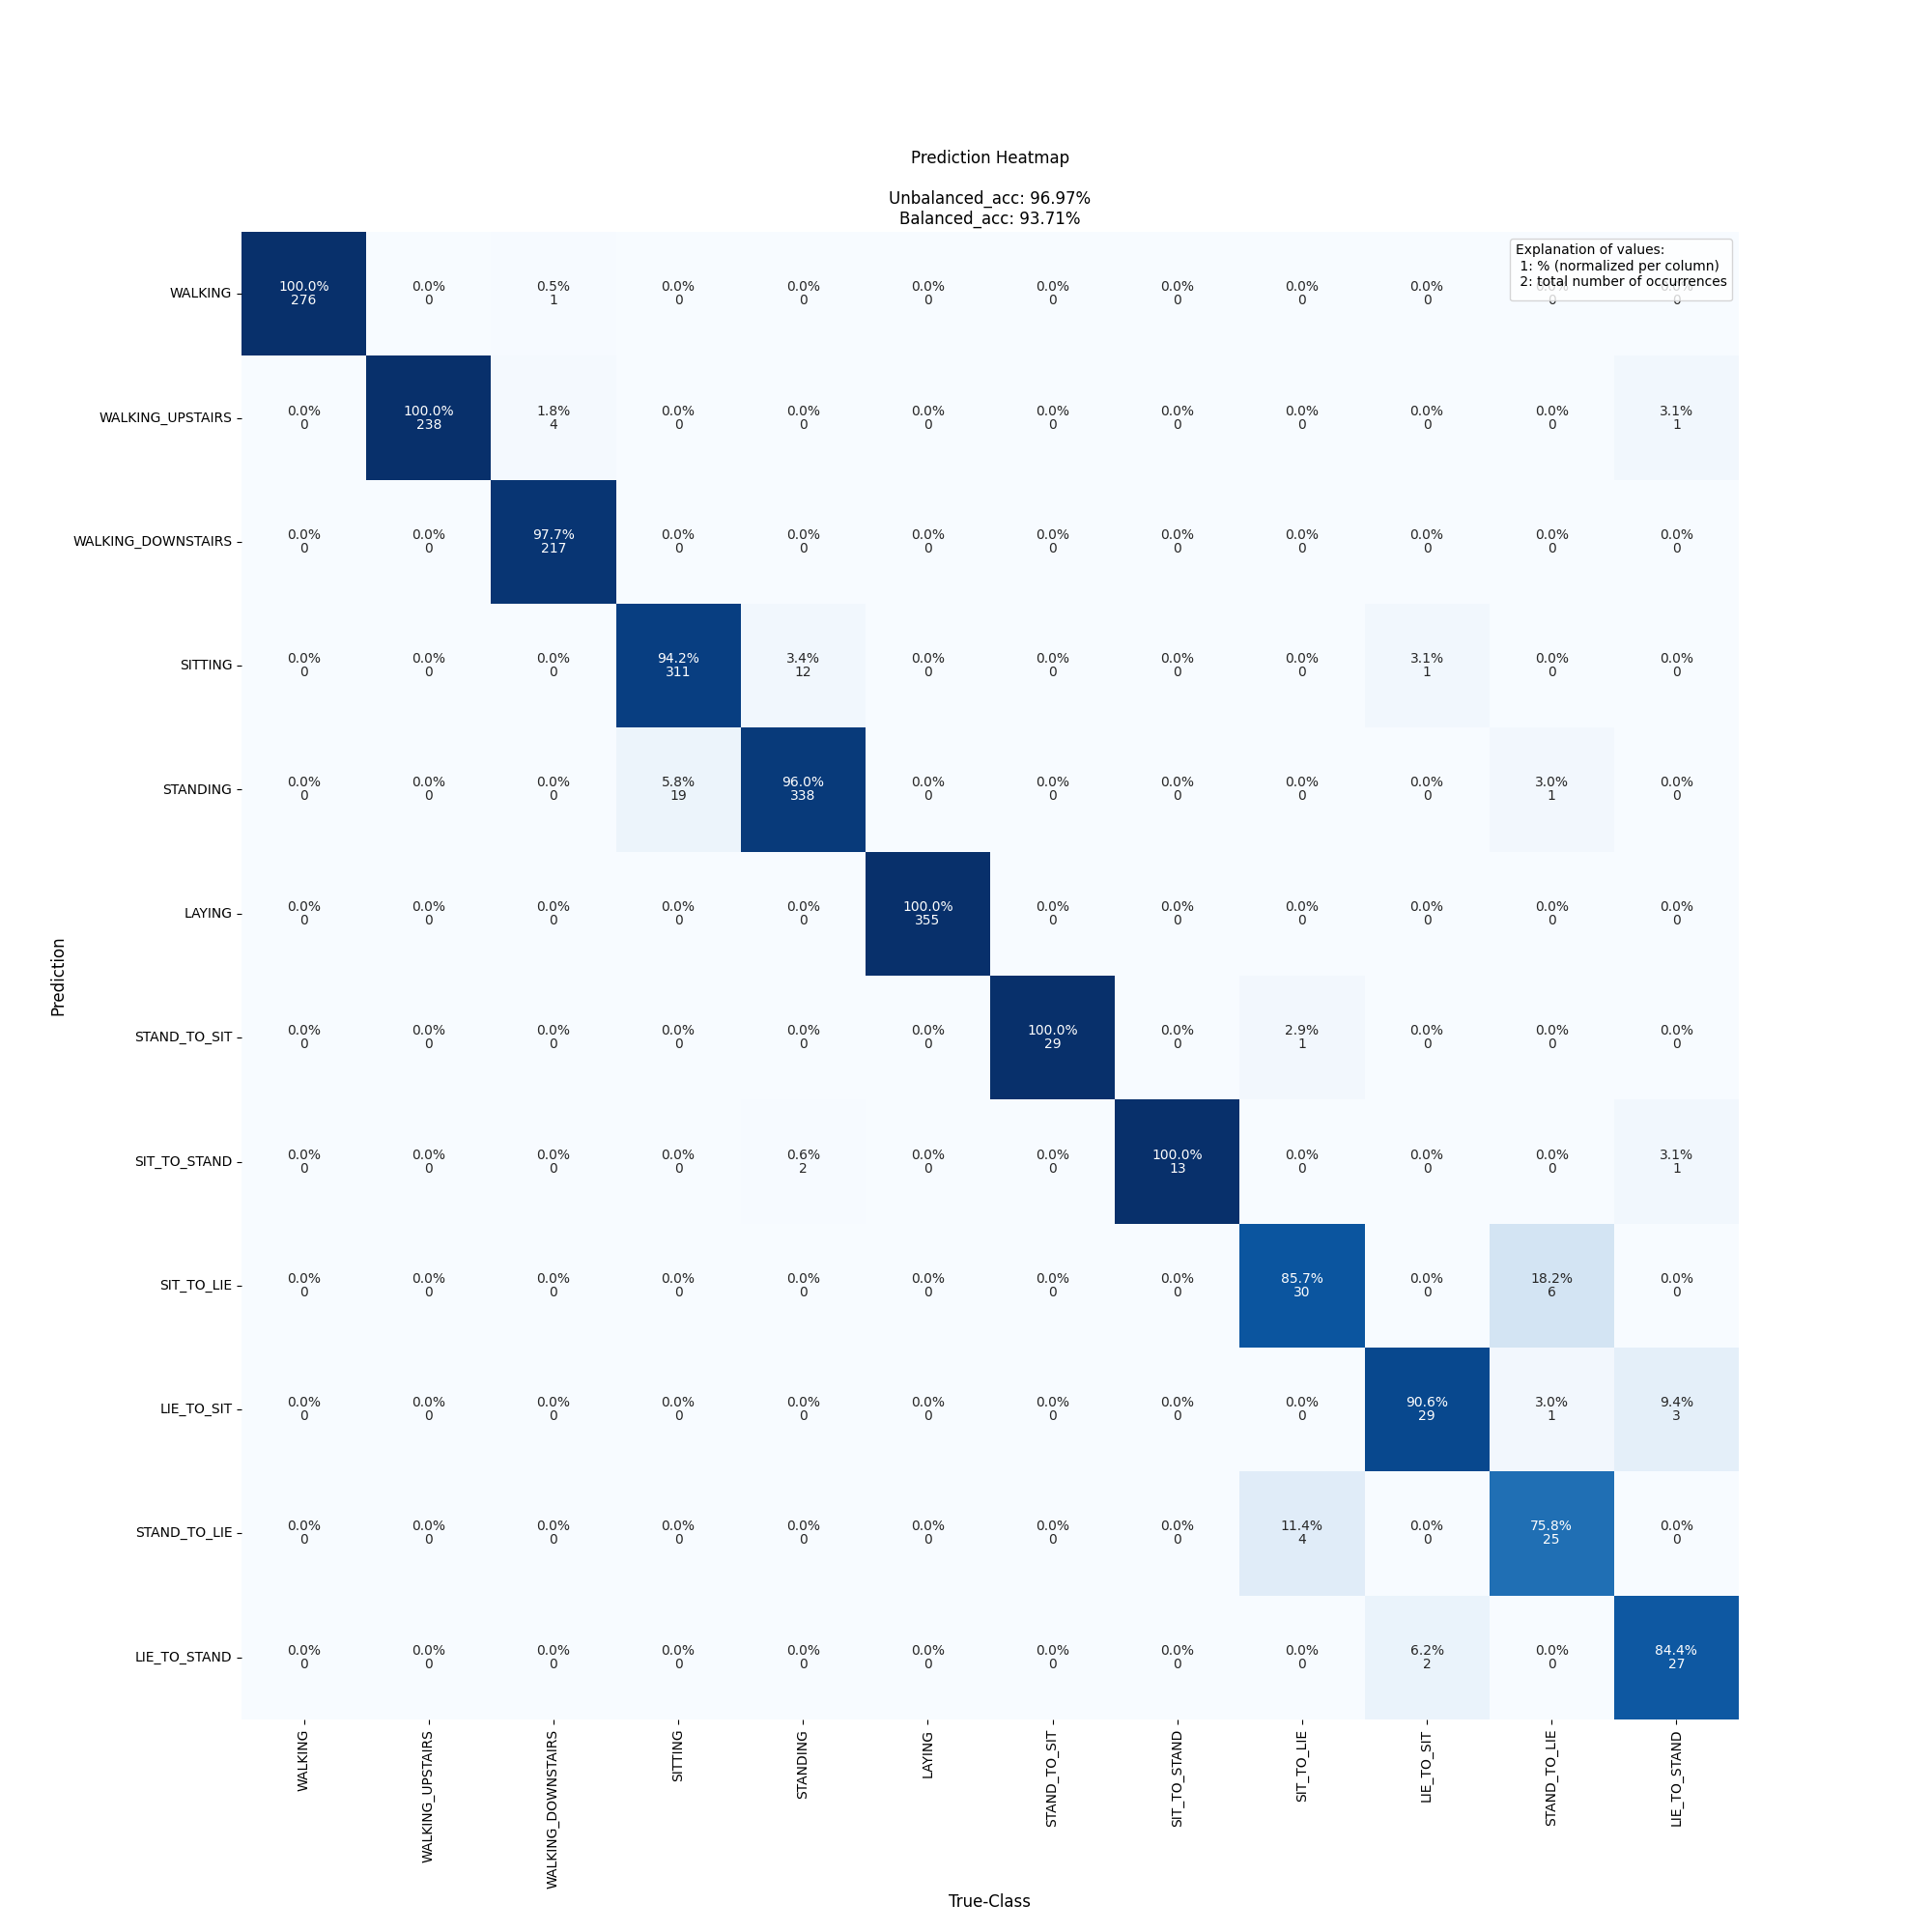 Prediction Heatmap
Unbalanced_acc: 96.97%
Balanced_acc: 93.71%
Explanation of values:
1: % (normalized per column)
2: total number of occurrences
WALKING
100.0% 0.0% 0.5% 0.0% 0.0% 0.0% 0.0% 0.0% 0.0% 0.0% 0.0% 0.0%
276 0 1 0 0 0 0 0 0 0 0 0
WALKING_UPSTAIRS
0.0% 100.0% 1.8% 0.0% 0.0% 0.0% 0.0% 0.0% 0.0% 0.0% 0.0% 3.1%
0 238 4 0 0 0 0 0 0 0 0 1
WALKING_DOWNSTAIRS
0.0% 0.0% 97.7% 0.0% 0.0% 0.0% 0.0% 0.0% 0.0% 0.0% 0.0% 0.0%
0 0 217 0 0 0 0 0 0 0 0 0
SITTING
0.0% 0.0% 0.0% 94.2% 3.4% 0.0% 0.0% 0.0% 0.0% 3.1% 0.0% 0.0%
0 0 0 311 12 0 0 0 0 1 0 0
STANDING
0.0% 0.0% 0.0% 5.8% 96.0% 0.0% 0.0% 0.0% 0.0% 0.0% 3.0% 0.0%
0 0 0 19 338 0 0 0 0 0 1 0
LAYING
0.0% 0.0% 0.0% 0.0% 0.0% 100.0% 0.0% 0.0% 0.0% 0.0% 0.0% 0.0%
0 0 0 0 0 355 0 0 0 0 0 0
STAND_TO_SIT
0.0% 0.0% 0.0% 0.0% 0.0% 0.0% 100.0% 0.0% 2.9% 0.0% 0.0% 0.0%
0 0 0 0 0 0 29 0 1 0 0 0
SIT_TO_STAND
0.0% 0.0% 0.0% 0.0% 0.6% 0.0% 0.0% 100.0% 0.0% 0.0% 0.0% 3.1%
0 0 0 0 2 0 0 13 0 0 0 1
SIT_TO_LIE
0.0% 0.0% 0.0% 0.0% 0.0% 0.0% 0.0% 0.0% 85.7% 0.0% 18.2% 0.0%
0 0 0 0 0 0 0 0 30 0 6 0
LIE_TO_SIT
0.0% 0.0% 0.0% 0.0% 0.0% 0.0% 0.0% 0.0% 0.0% 90.6% 3.0% 9.4%
0 0 0 0 0 0 0 0 0 29 1 3
STAND_TO_LIE
0.0% 0.0% 0.0% 0.0% 0.0% 0.0% 0.0% 0.0% 11.4% 0.0% 75.8% 0.0%
0 0 0 0 0 0 0 0 4 0 25 0
LIE_TO_STAND
0.0% 0.0% 0.0% 0.0% 0.0% 0.0% 0.0% 0.0% 0.0% 6.2% 0.0% 84.4%
0 0 0 0 0 0 0 0 0 2 0 27
Prediction
WALKING
WALKING_UPSTAIRS
WALKING_DOWNSTAIRS
SITTING
STANDING
LAYING
STAND_TO_SIT
SIT_TO_STAND
SIT_TO_LIE
LIE_TO_SIT
STAND_TO_LIE
LIE_TO_STAND
True-Class